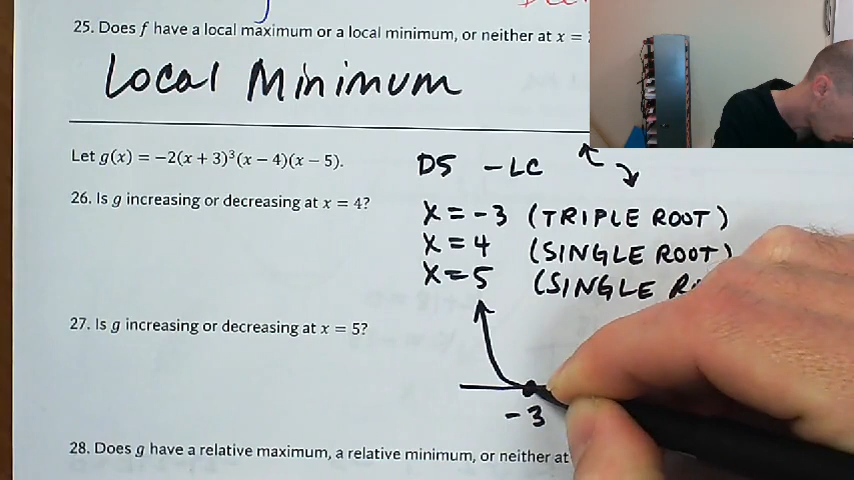 25. Does f have a local maximum or a local minimum, or neither at x =
Local Minimum
Let g(x) = −2(x + 3)³(x − 4)(x − 5).
D5 −LC
26. Is g increasing or decreasing at x = 4?
X = −3 (TRIPLE ROOT)
X = 4 (SINGLE ROOT)
X = 5 (SINGLE
27. Is g increasing or decreasing at x = 5?
−3
28. Does g have a relative maximum, a relative minimum, or neither at